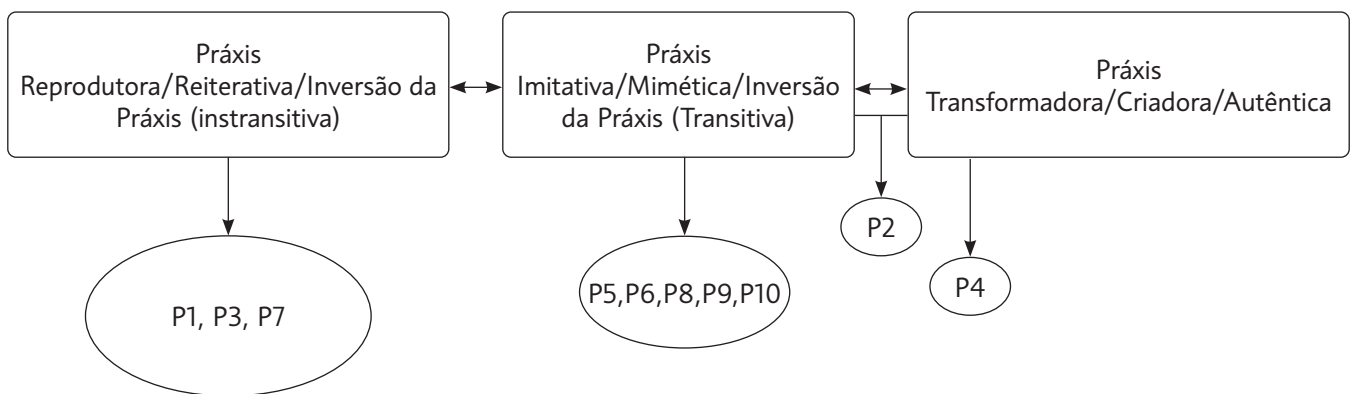 Práxis
Reprodutora/Reiterativa/Inversão da
Práxis (instransitiva)
Práxis
Imitativa/Mimética/Inversão
da Práxis (Transitiva)
Práxis
Transformadora/Criadora/Autêntica
P2
P4
P5,P6,P8,P9,P10
P1, P3, P7